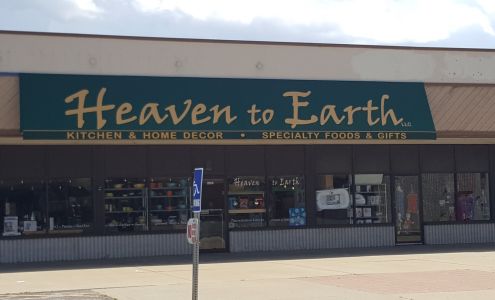 Heaven to Earth LLC
KITCHEN & HOME DECOR • SPECIALTY FOODS & GIFTS
Heaven to Earth